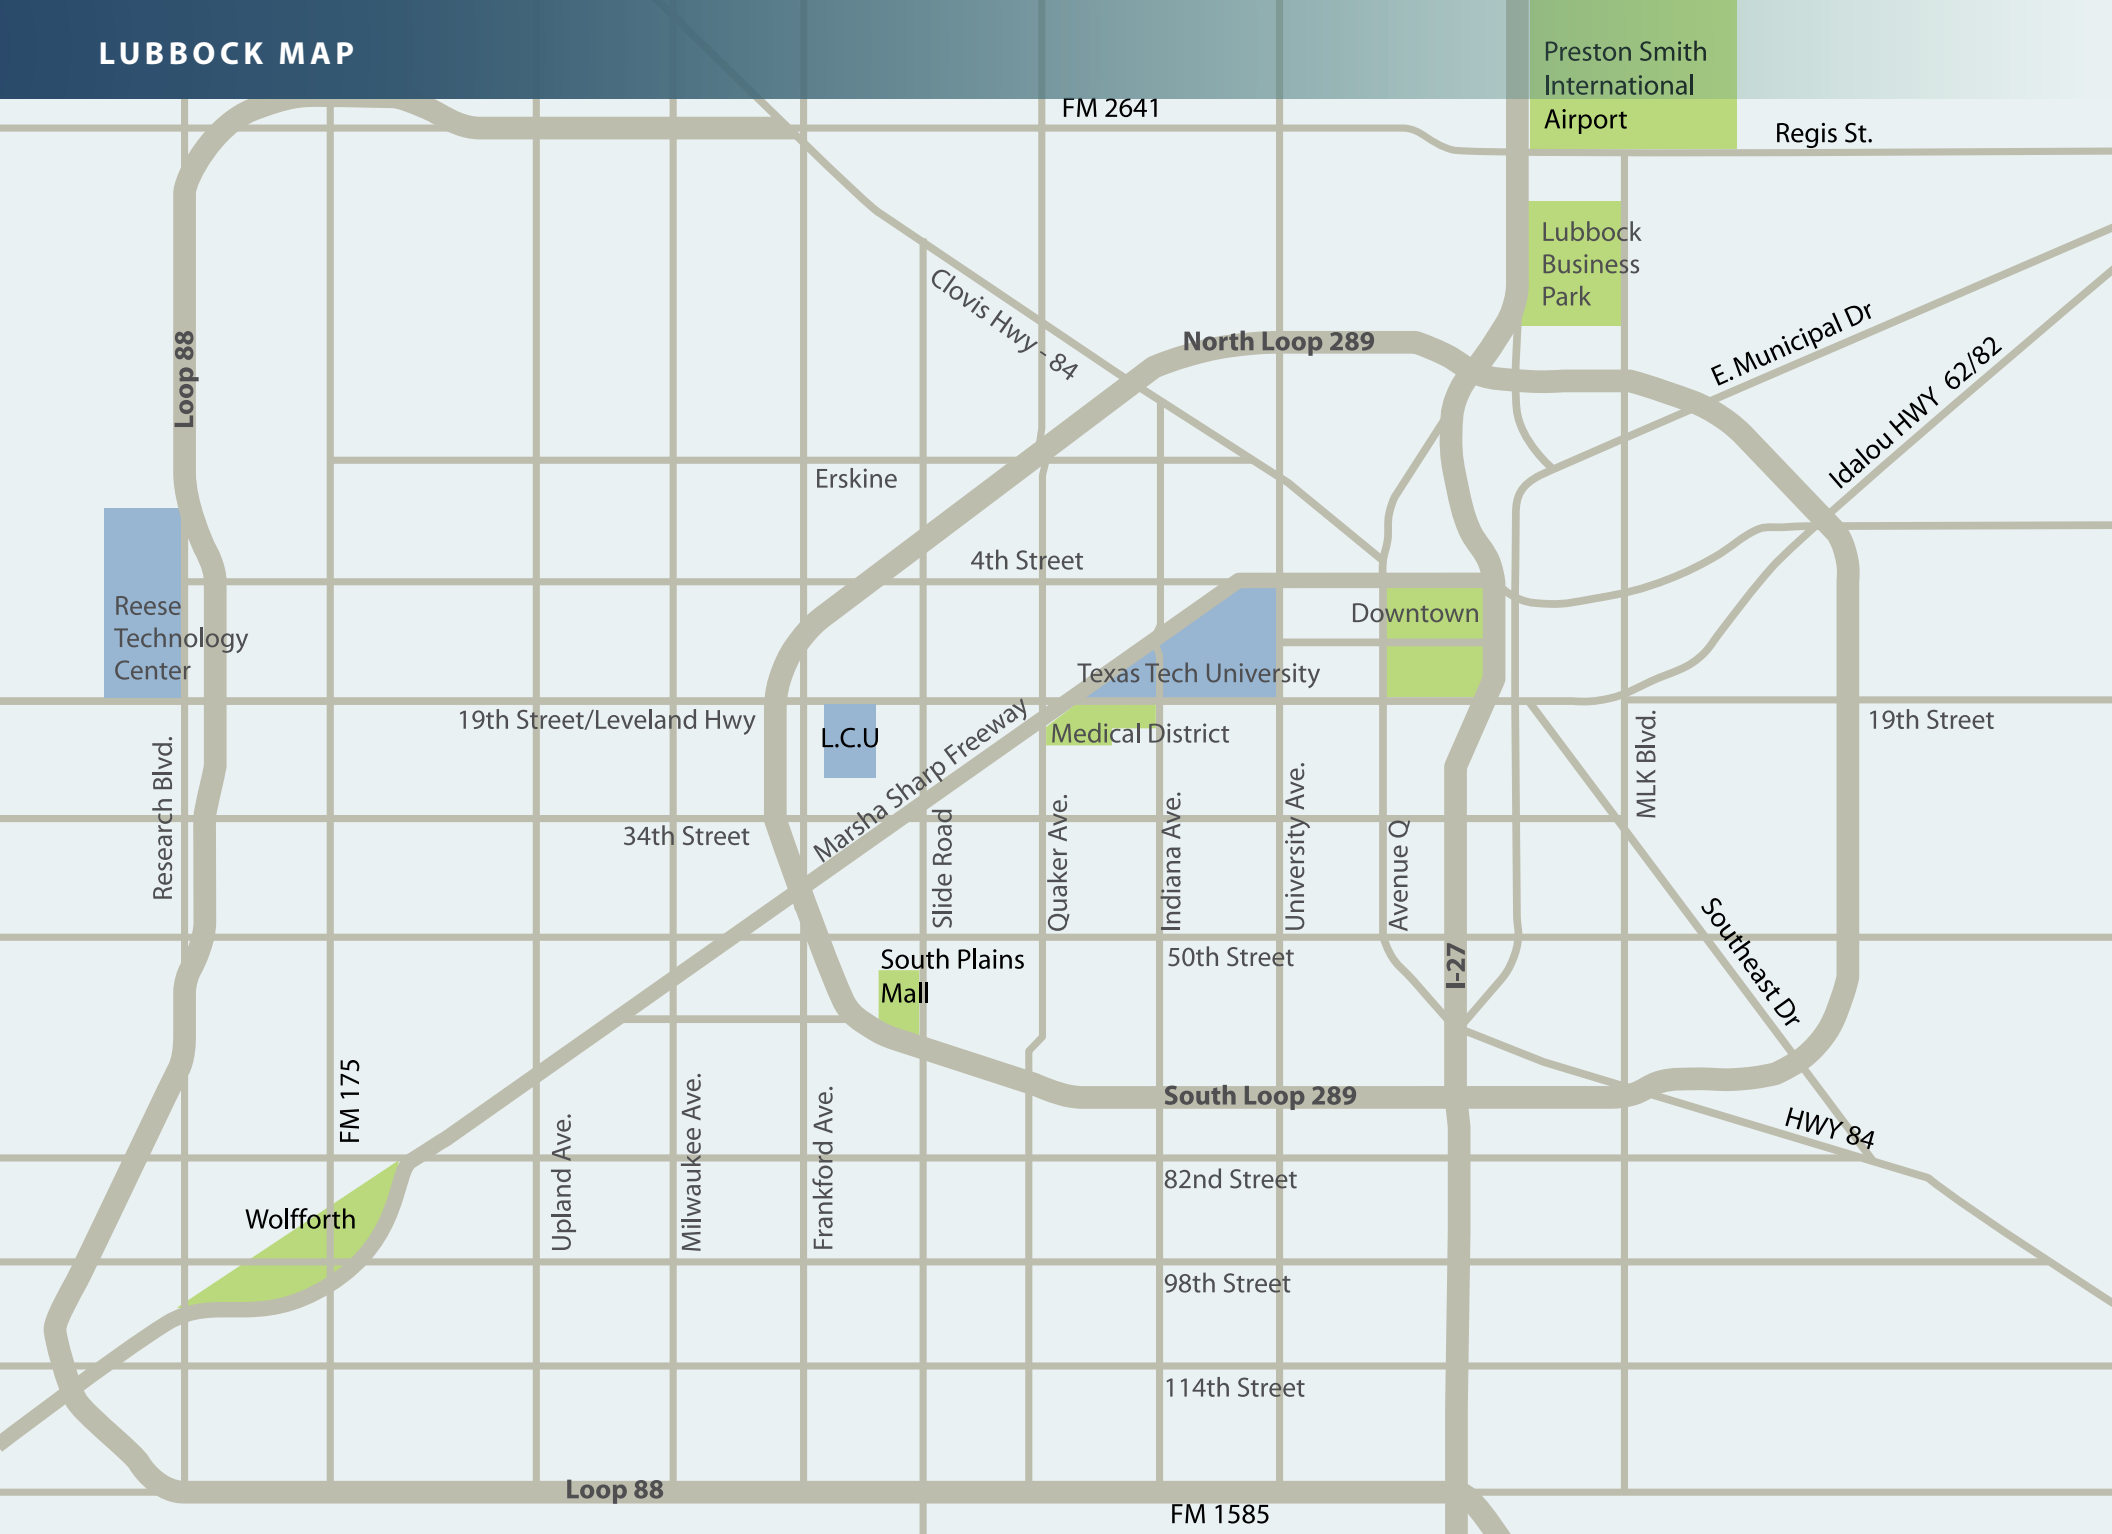 LUBBOCK MAP
Preston Smith
International
Airport
FM 2641
Regis St.
Lubbock
Business
Park
Clovis Hwy - 84
North Loop 289
E. Municipal Dr
Idalou HWY 62/82
Loop 88
Erskine
4th Street
Reese
Technology
Center
Downtown
Texas Tech University
19th Street/Leveland Hwy
L.C.U
Marsha Sharp Freeway
Medical District
19th Street
Research Blvd.
34th Street
Slide Road
Quaker Ave.
Indiana Ave.
University Ave.
Avenue Q
MLK Blvd.
I-27
Southeast Dr
South Plains
Mall
50th Street
FM 175
Upland Ave.
Milwaukee Ave.
Frankford Ave.
South Loop 289
HWY 84
82nd Street
Wolfforth
98th Street
114th Street
Loop 88
FM 1585